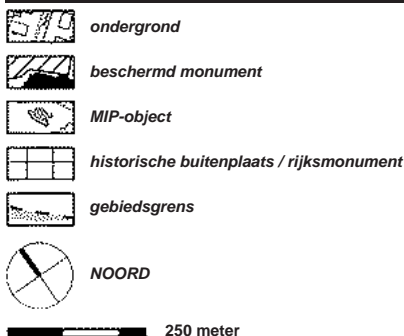 ondergrond
beschermd monument
MIP-object
historische buitenplaats / rijksmonument
gebiedsgrens
NOORD
250 meter